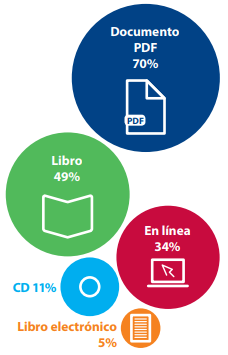 Documento
PDF
70%
PDF
Libro
49%
En línea
34%
CD 11%
Libro electrónico
5%